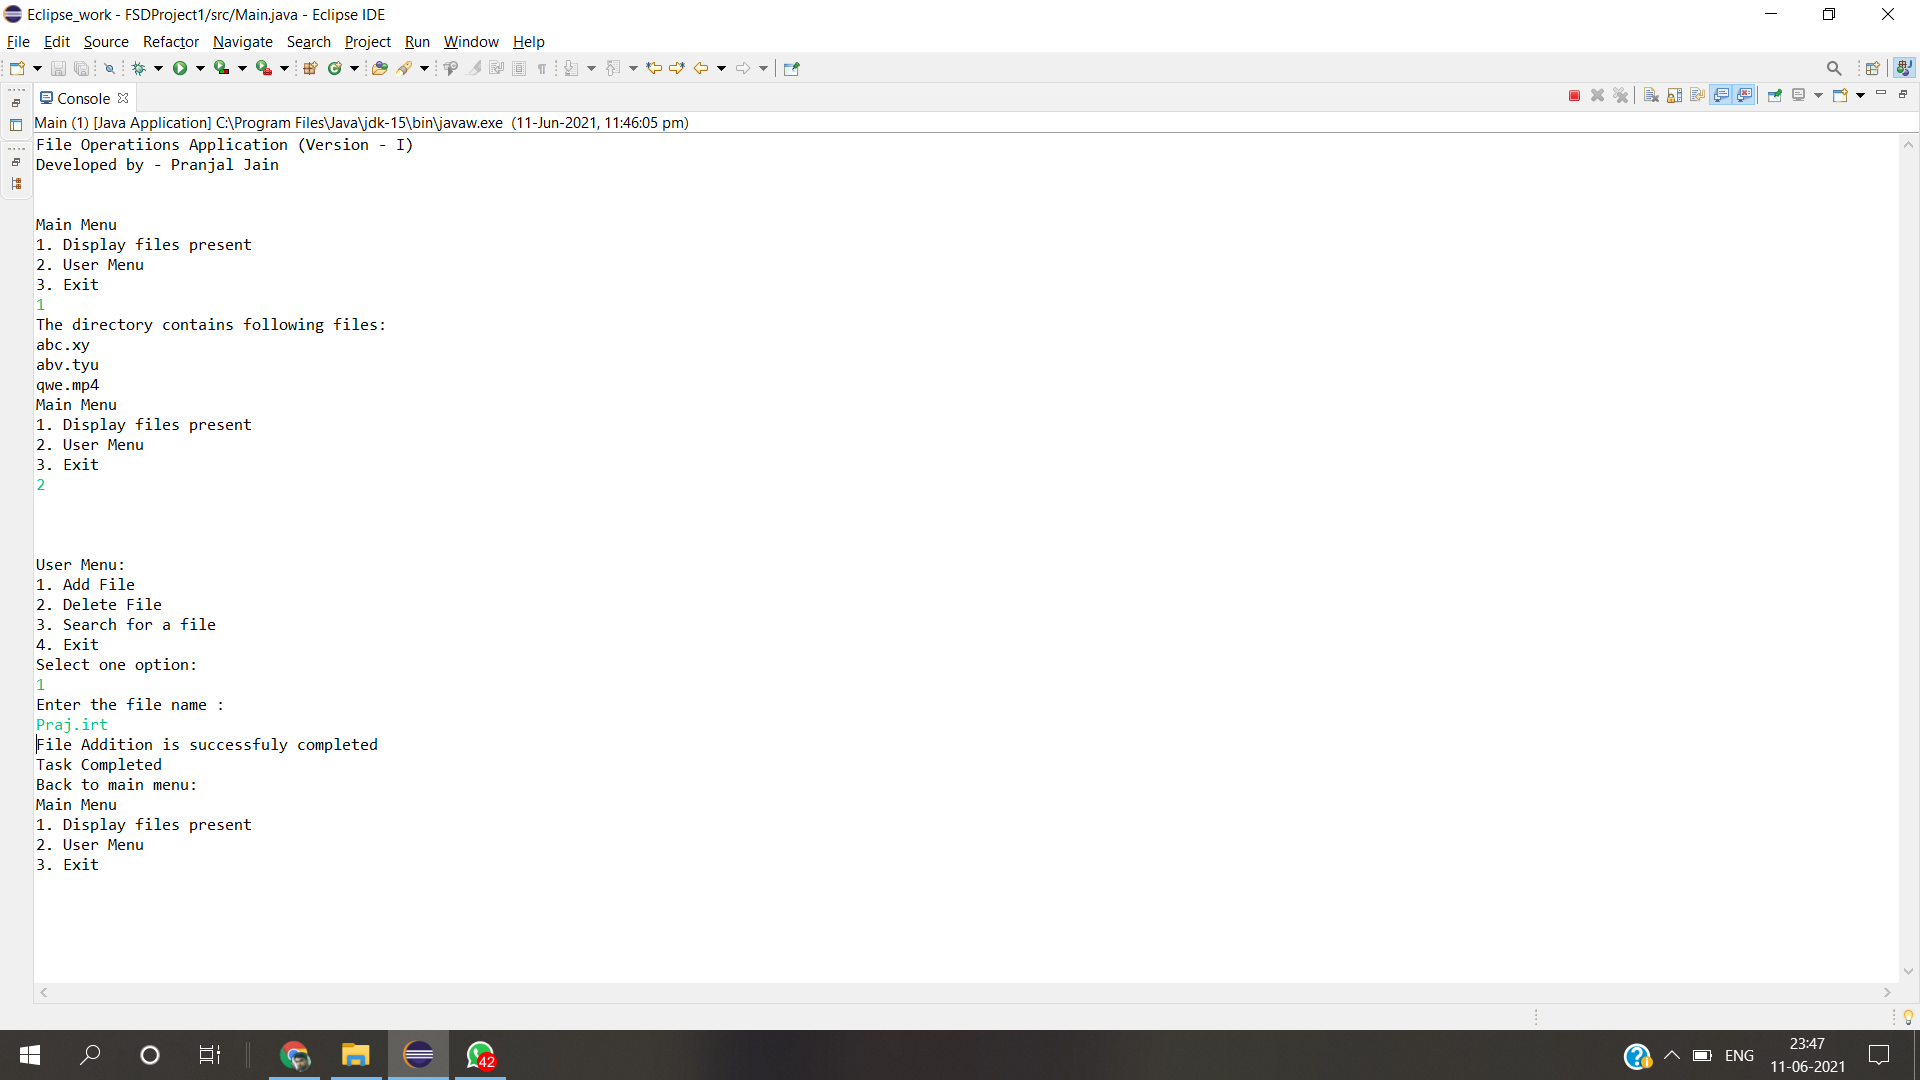 Eclipse_work - FSDProject1/src/Main.java - Eclipse IDE
File Edit Source Refactor Navigate Search Project Run Window Help
Console
Main (1) [Java Application] C:\Program Files\Java\jdk-15\bin\javaw.exe (11-Jun-2021, 11:46:05 pm)
File Operatiions Application (Version - I)
Developed by - Pranjal Jain
Main Menu
1. Display files present
2. User Menu
3. Exit
1
The directory contains following files:
abc.xy
abv.tyu
qwe.mp4
Main Menu
1. Display files present
2. User Menu
3. Exit
2
User Menu:
1. Add File
2. Delete File
3. Search for a file
4. Exit
Select one option:
1
Enter the file name :
Praj.irt
File Addition is successfuly completed
Task Completed
Back to main menu:
Main Menu
1. Display files present
2. User Menu
3. Exit
42
ENG
23:47
11-06-2021